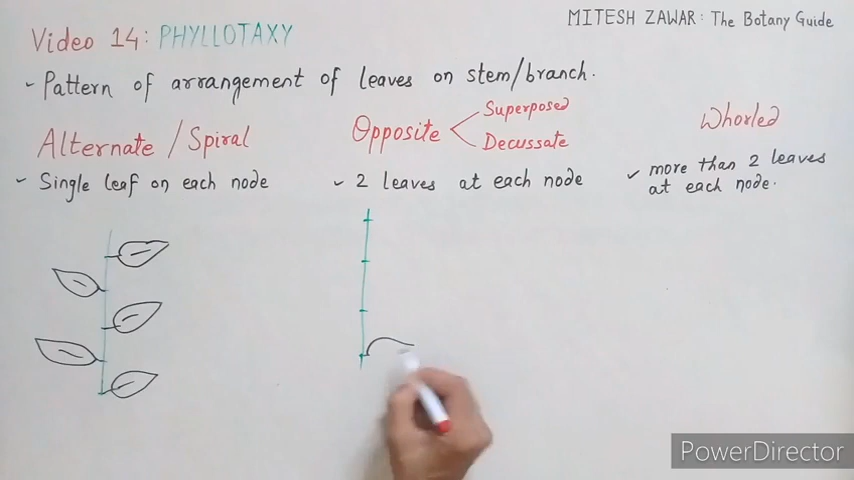 MITESH ZAWAR: The Botany Guide
Video 14: PHYLLOTAXY
- Pattern of arrangement of leaves on stem/branch.
Alternate / Spiral
- Single leaf on each node
Opposite
Superposed
Decussate
- 2 leaves at each node
Whorled
✓ more than 2 leaves
at each node.
PowerDirector